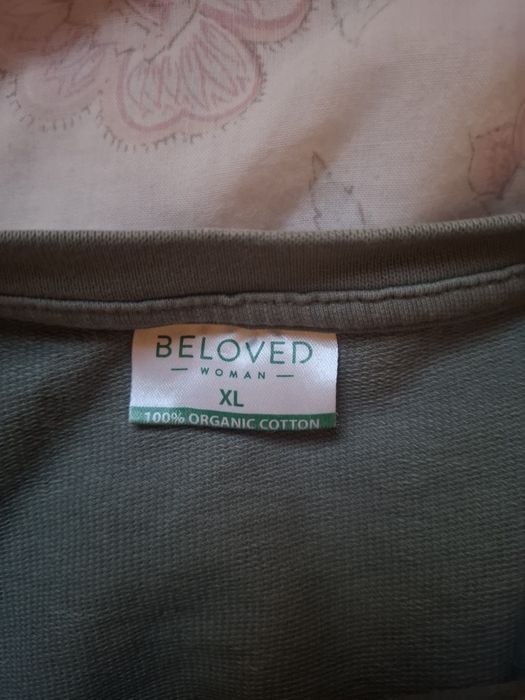 BELOVED
— WOMAN —
XL
100% ORGANIC COTTON